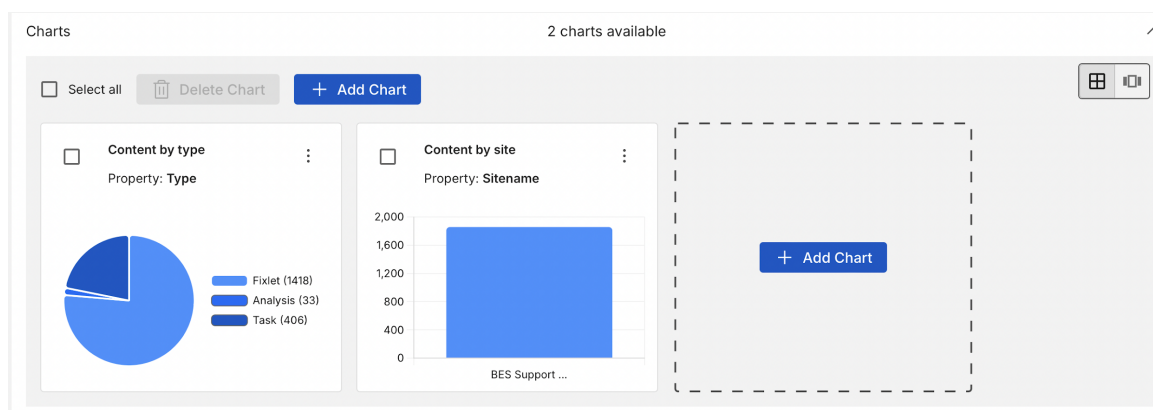 Charts
2 charts available
Select all
Delete Chart
+ Add Chart
Content by type
Property: Type
Fixlet (1418)
Analysis (33)
Task (406)
Content by site
Property: Sitename
2,000
1,600
1,200
800
400
0
BES Support ...
+ Add Chart